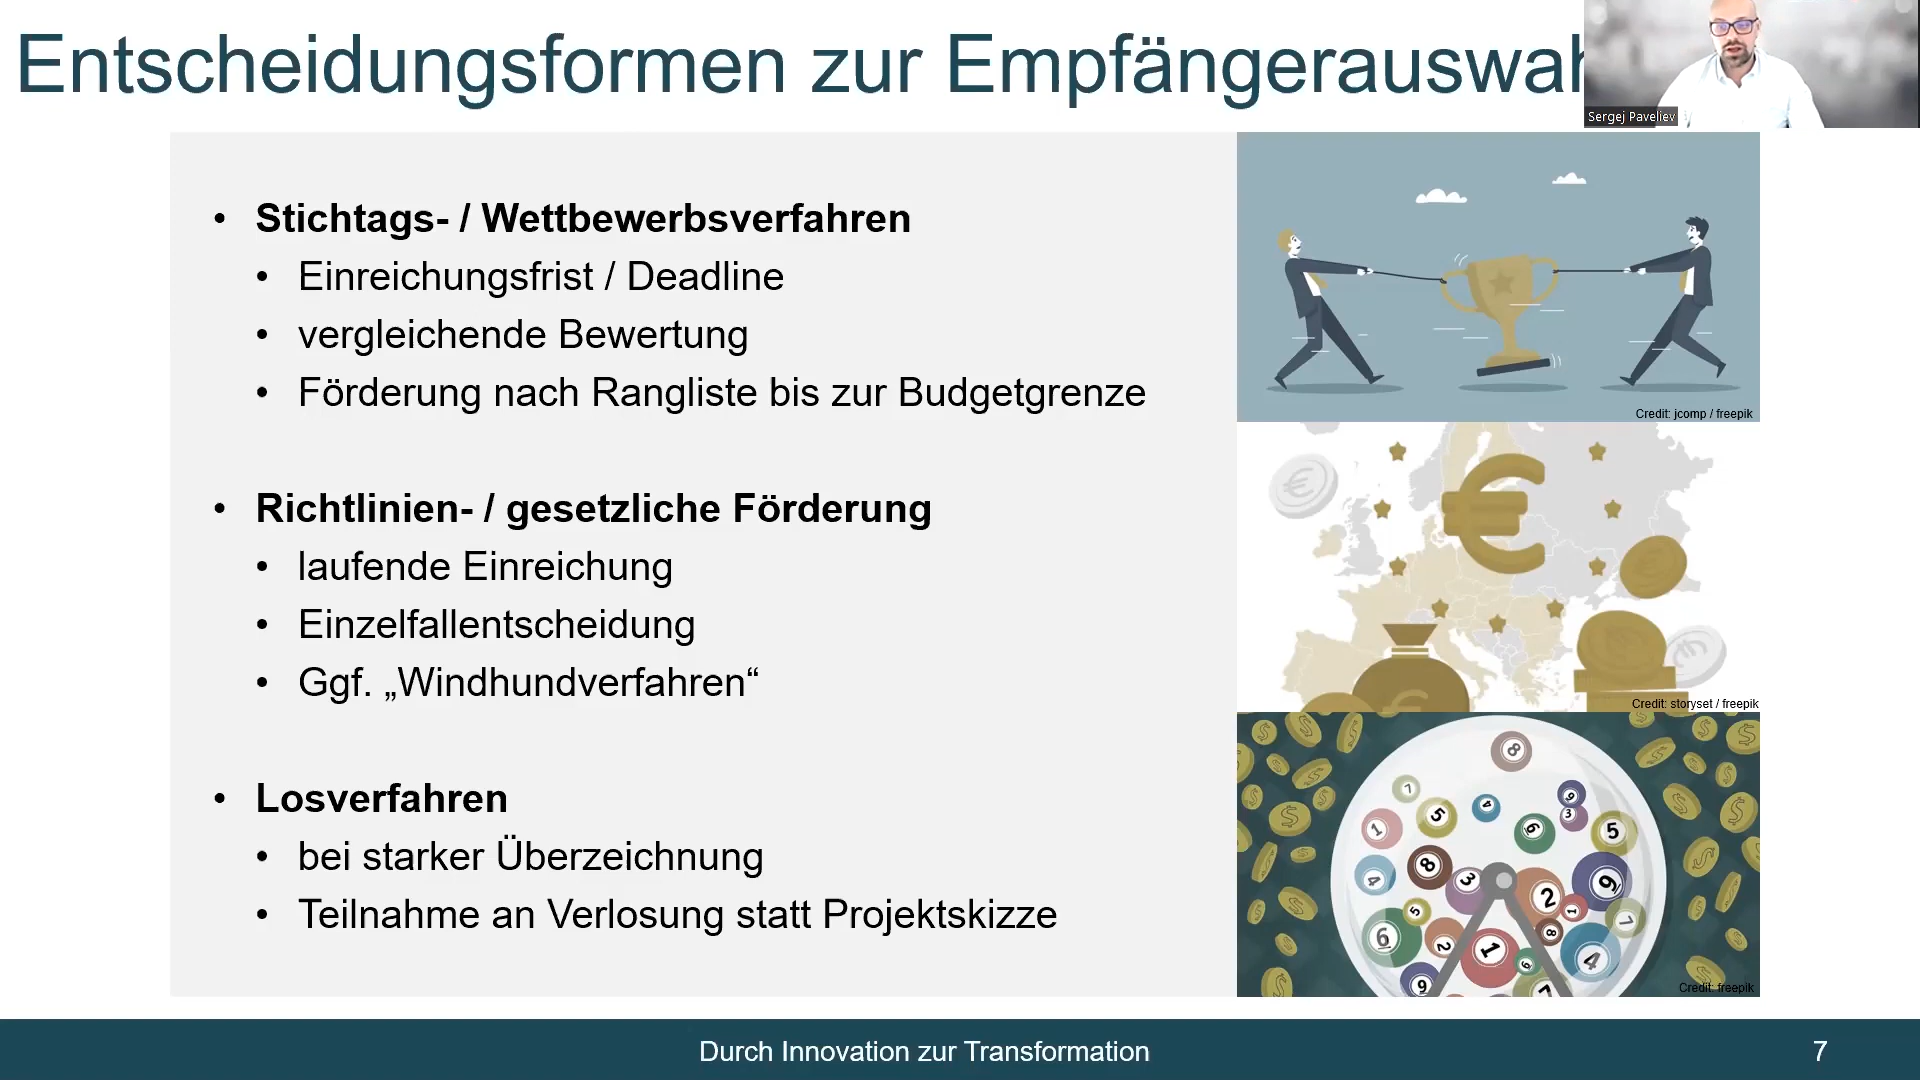 Entscheidungsformen zur Empfängerauswah
Sergej Paveliev
• Stichtags- / Wettbewerbsverfahren
• Einreichungsfrist / Deadline
• vergleichende Bewertung
• Förderung nach Rangliste bis zur Budgetgrenze
Credit: jcomp / freepik
• Richtlinien- / gesetzliche Förderung
• laufende Einreichung
• Einzelfallentscheidung
• Ggf. „Windhundverfahren“
Credit: storyset / freepik
• Losverfahren
• bei starker Überzeichnung
• Teilnahme an Verlosung statt Projektskizze
Credit: freepik
Durch Innovation zur Transformation
7